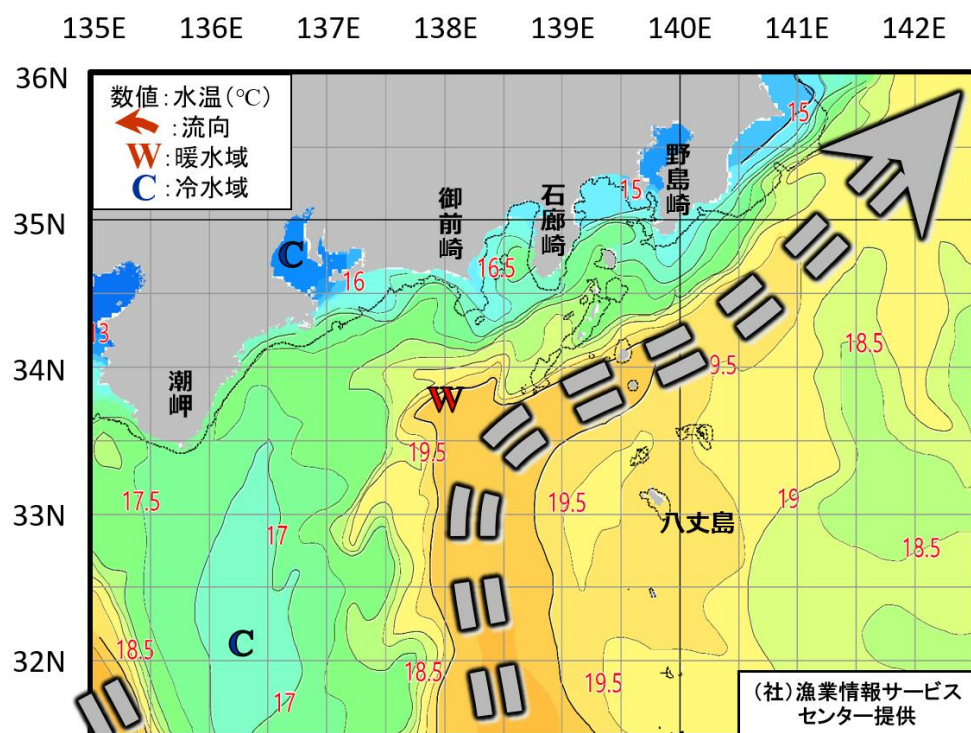 135E 136E 137E 138E 139E 140E 141E 142E
36N
数値：水温（℃）
：流向
W：暖水域
C：冷水域
15
野島崎
15
石廊崎
御前崎
35N
C
16
16.5
13
潮岬
34N
W
9.5
18.5
19.5
17.5
17
19.5
19
33N
八丈島
18.5
C
18.5
17
18.5
19.5
32N
（社）漁業情報サービス
センター提供